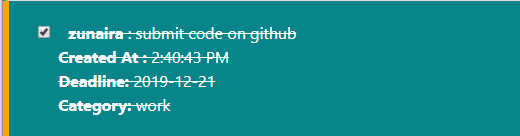 zunaira : submit code on github
Created At : 2:40:43 PM
Deadline: 2019-12-21
Category: work